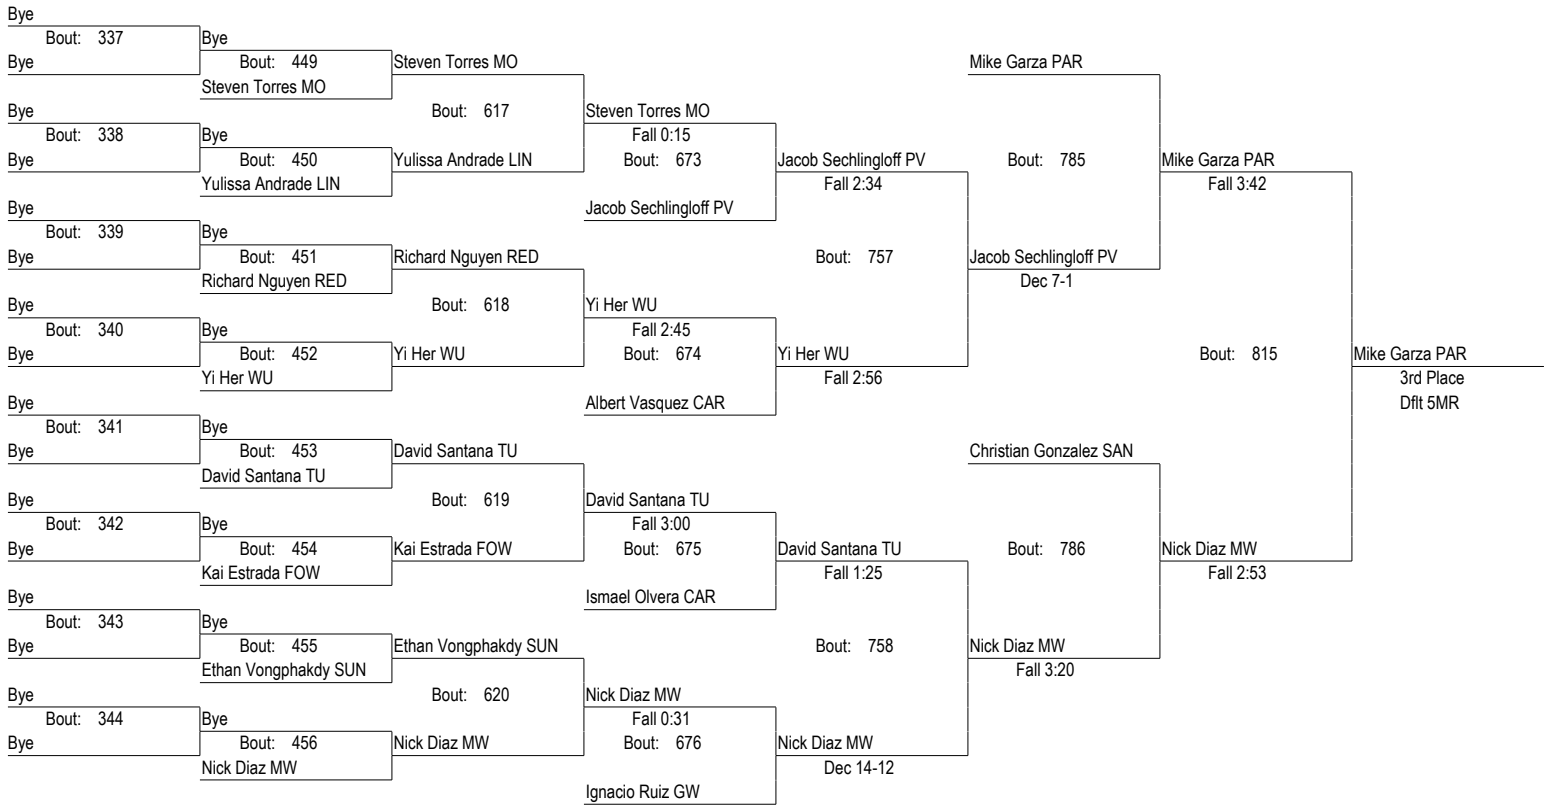 Bye
Bout: 337
Bye
Bye
Bout: 338
Bye
Bye
Bout: 339
Bye
Bye
Bout: 340
Bye
Bye
Bout: 341
Bye
Bye
Bout: 342
Bye
Bye
Bout: 343
Bye
Bye
Bout: 344
Bye
Bye
Bout: 449
Steven Torres MO
Bye
Bout: 450
Yulissa Andrade LIN
Bye
Bout: 451
Richard Nguyen RED
Bye
Bout: 452
Yi Her WU
Bye
Bout: 453
David Santana TU
Bye
Bout: 454
Kai Estrada FOW
Bye
Bout: 455
Ethan Vongphakdy SUN
Bye
Bout: 456
Nick Diaz MW
Steven Torres MO
Bout: 617
Yulissa Andrade LIN
Richard Nguyen RED
Bout: 618
Yi Her WU
David Santana TU
Bout: 619
Kai Estrada FOW
Ethan Vongphakdy SUN
Bout: 620
Nick Diaz MW
Steven Torres MO
Fall 0:15
Bout: 673
Jacob Sechlingloff PV
Yi Her WU
Fall 2:45
Bout: 674
Albert Vasquez CAR
David Santana TU
Fall 3:00
Bout: 675
Ismael Olvera CAR
Nick Diaz MW
Fall 0:31
Bout: 676
Ignacio Ruiz GW
Jacob Sechlingloff PV
Fall 2:34
Bout: 757
Yi Her WU
Fall 2:56
David Santana TU
Fall 1:25
Bout: 758
Nick Diaz MW
Dec 14-12
Mike Garza PAR
Bout: 785
Jacob Sechlingloff PV
Dec 7-1
Christian Gonzalez SAN
Bout: 786
Nick Diaz MW
Fall 3:20
Mike Garza PAR
Fall 3:42
Bout: 815
Nick Diaz MW
Fall 2:53
Mike Garza PAR
3rd Place
Dflt 5MR